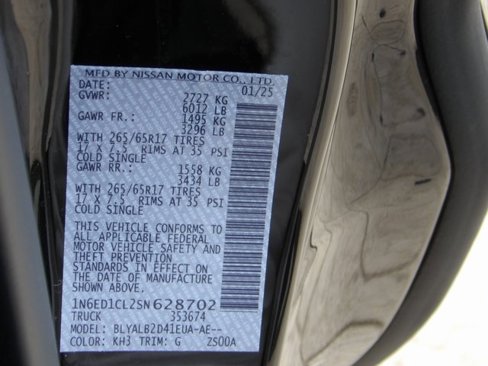 MFD BY NISSAN MOTOR CO., LTD.
DATE: 01/25
GVWR: 2727 KG
6012 LB
GAWR FR: 1495 KG
3296 LB
WITH 265/65R17 TIRES
17 X 7.5 RIMS AT 35 PSI
COLD SINGLE
GAWR RR: 1558 KG
3434 LB
WITH 265/65R17 TIRES
17 X 7.5 RIMS AT 35 PSI
COLD SINGLE
THIS VEHICLE CONFORMS TO
ALL APPLICABLE FEDERAL
MOTOR VEHICLE SAFETY AND
THEFT PREVENTION
STANDARDS IN EFFECT ON
THE DATE OF MANUFACTURE
SHOWN ABOVE.
1N6ED1CL2SN628702
TRUCK 353674
MODEL: BLYALB2D41EUA-AE--
COLOR: KH3 TRIM: G ZS00A